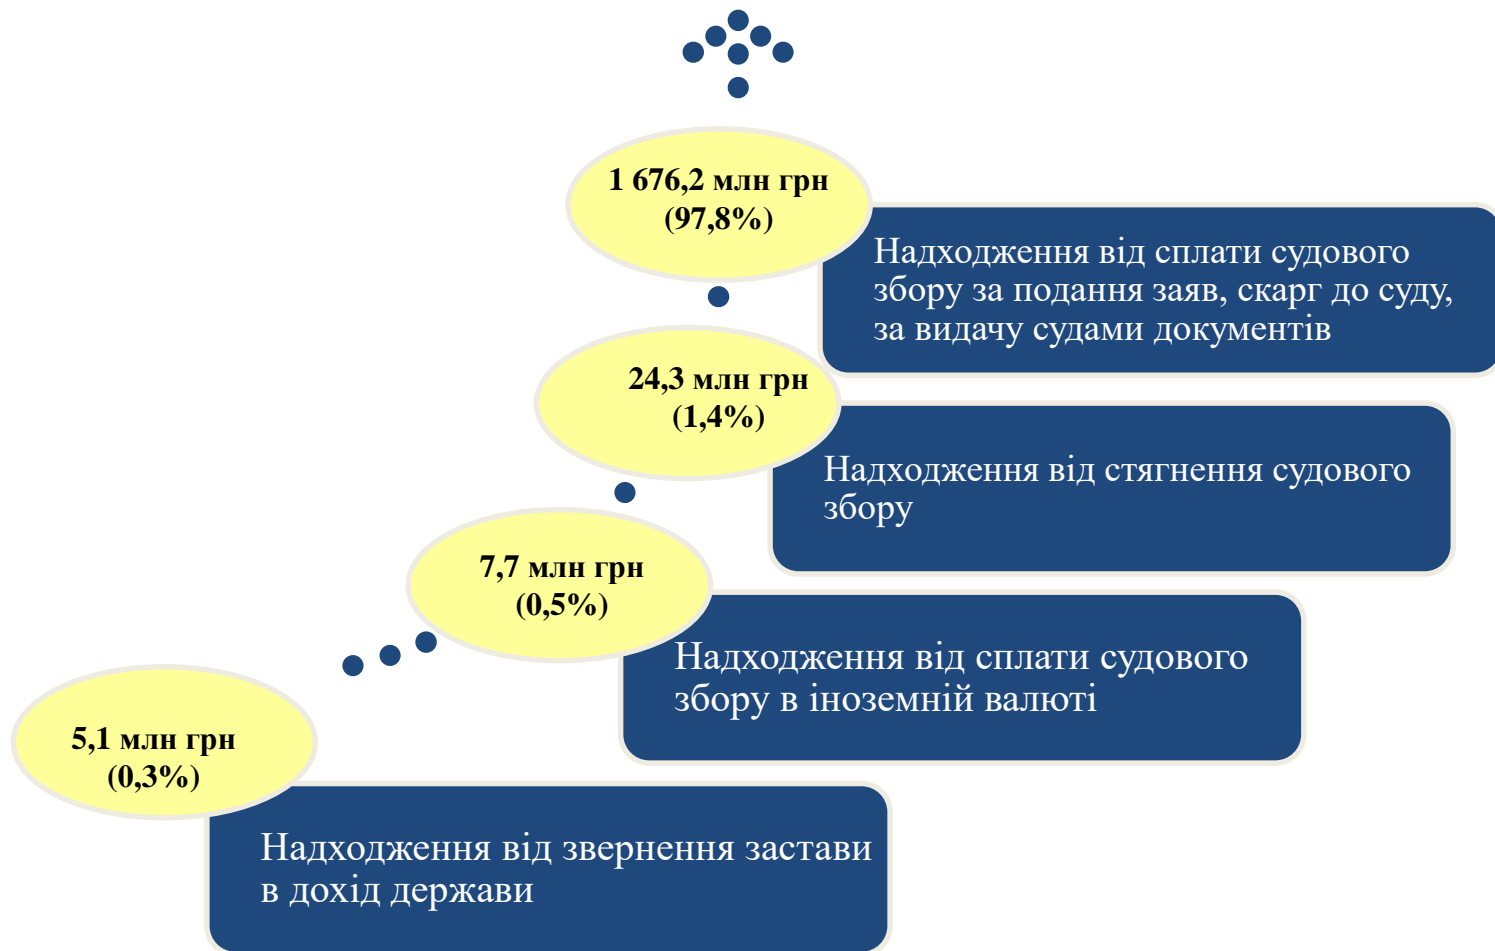 1 676,2 млн грн
(97,8%)
Надходження від сплати судового
збору за подання заяв, скарг до суду,
за видачу судами документів
24,3 млн грн
(1,4%)
Надходження від стягнення судового
збору
7,7 млн грн
(0,5%)
Надходження від сплати судового
збору в іноземній валюті
5,1 млн грн
(0,3%)
Надходження від звернення застави
в дохід держави